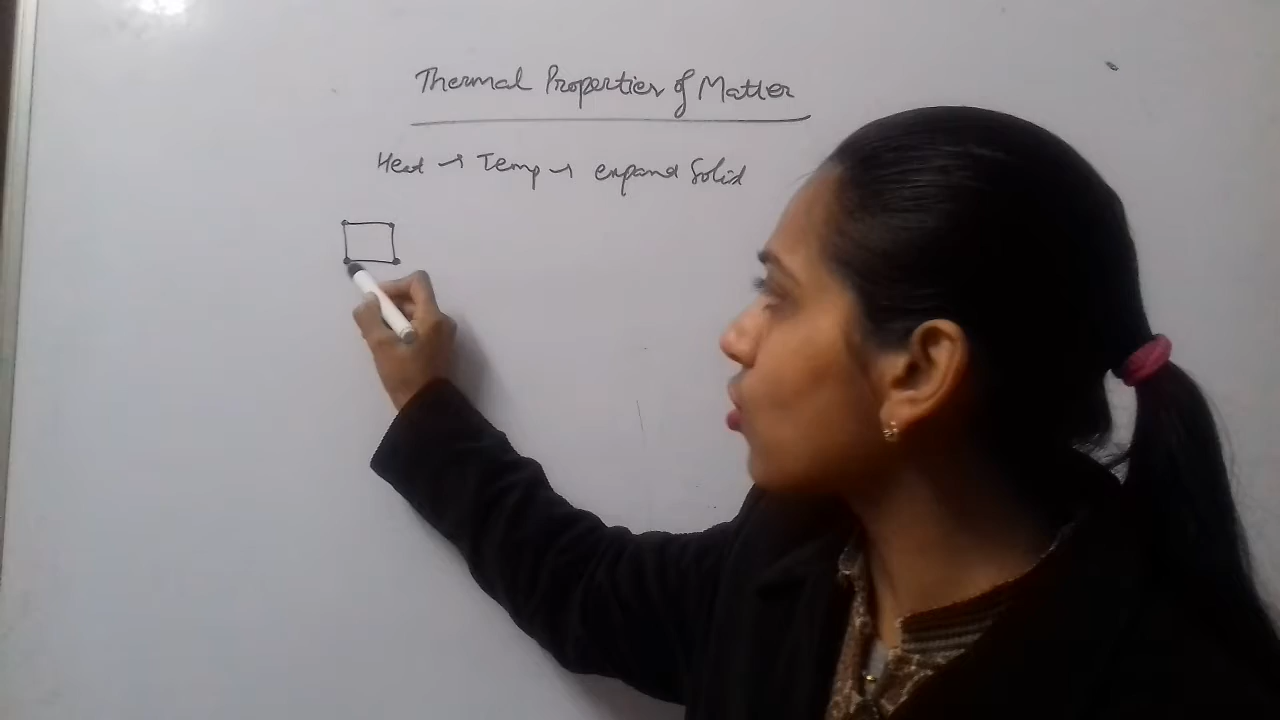 Thermal Properties of Matter
Heat → Temp → expand Solid